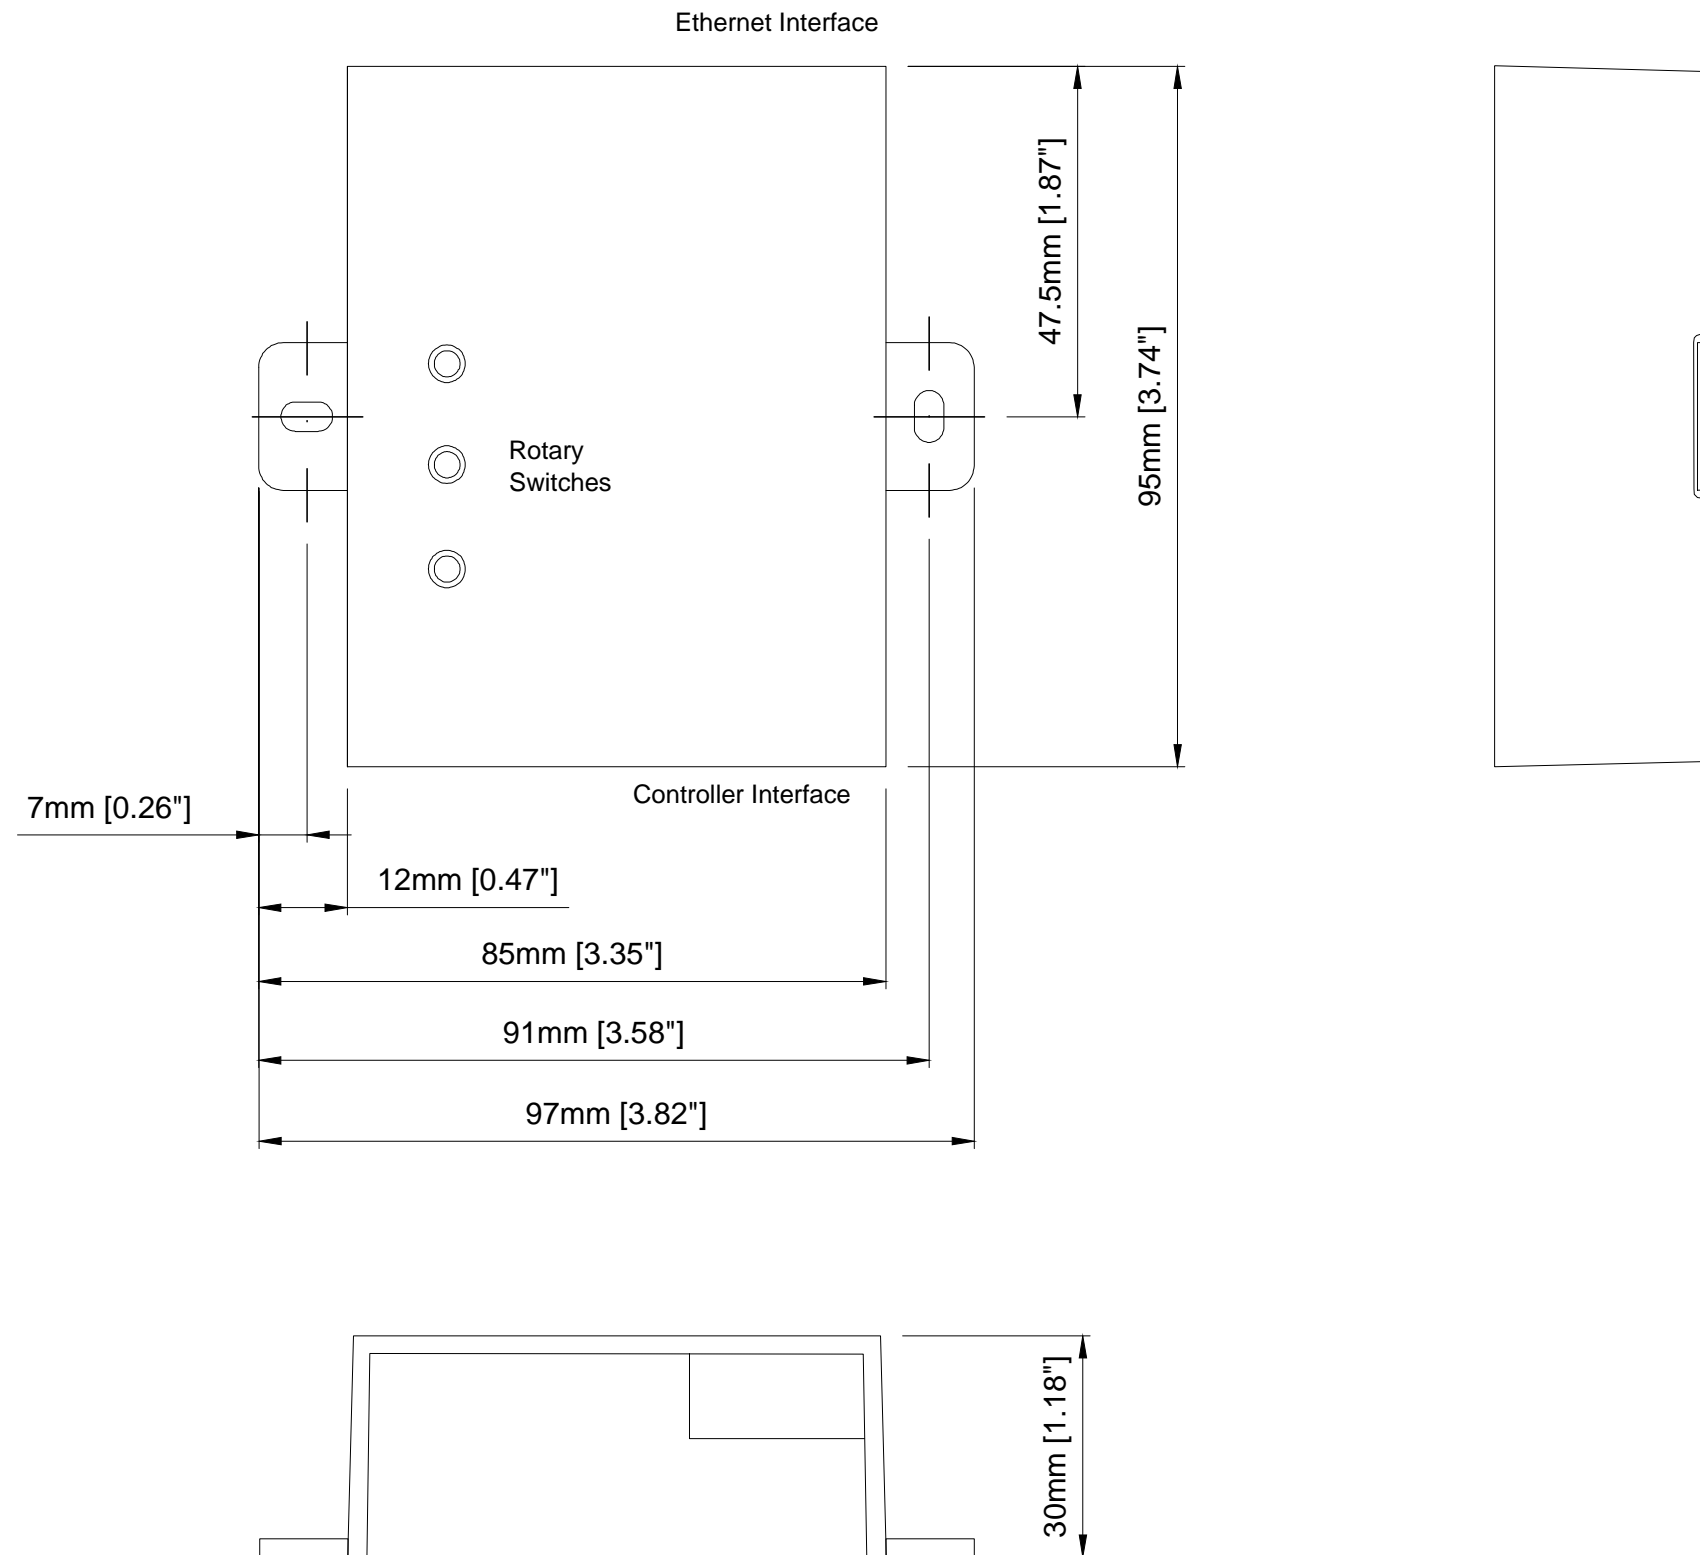 Ethernet Interface
47.5mm [1.87"]
95mm [3.74"]
Rotary
Switches
Controller Interface
7mm [0.26"]
12mm [0.47"]
85mm [3.35"]
91mm [3.58"]
97mm [3.82"]
30mm [1.18"]